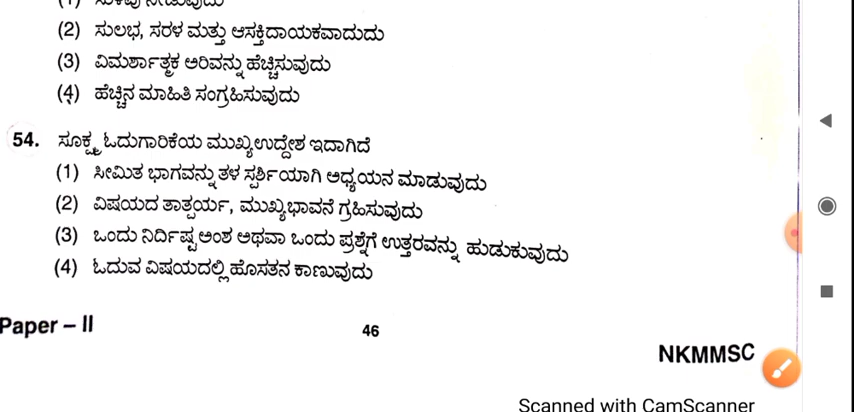 (2) ಸುಲಭ, ಸರಳ ಮತ್ತು ಆಸಕ್ತಿದಾಯಕವಾದುದು
(3) ವಿಮರ್ಶಾತ್ಮಕ ಅರಿವನ್ನು ಹೆಚ್ಚಿಸುವುದು
(4) ಹೆಚ್ಚಿನ ಮಾಹಿತಿ ಸಂಗ್ರಹಿಸುವುದು
54. ಸೂಕ್ಷ್ಮ ಓದುಗಾರಿಕೆಯ ಮುಖ್ಯ ಉದ್ದೇಶ ಇದಾಗಿದೆ
(1) ಸೀಮಿತ ಭಾಗವನ್ನು ತಳ ಸ್ಪರ್ಶಿಯಾಗಿ ಅಧ್ಯಯನ ಮಾಡುವುದು
(2) ವಿಷಯದ ತಾತ್ಪರ್ಯ, ಮುಖ್ಯಭಾವನೆ ಗ್ರಹಿಸುವುದು
(3) ಒಂದು ನಿರ್ದಿಷ್ಟ ಅಂಶ ಅಥವಾ ಒಂದು ಪ್ರಶ್ನೆಗೆ ಉತ್ತರವನ್ನು ಹುಡುಕುವುದು
(4) ಓದುವ ವಿಷಯದಲ್ಲಿ ಹೊಸತನ ಕಾಣುವುದು
Paper – II
46
NKMMSC
Scanned with CamScanner